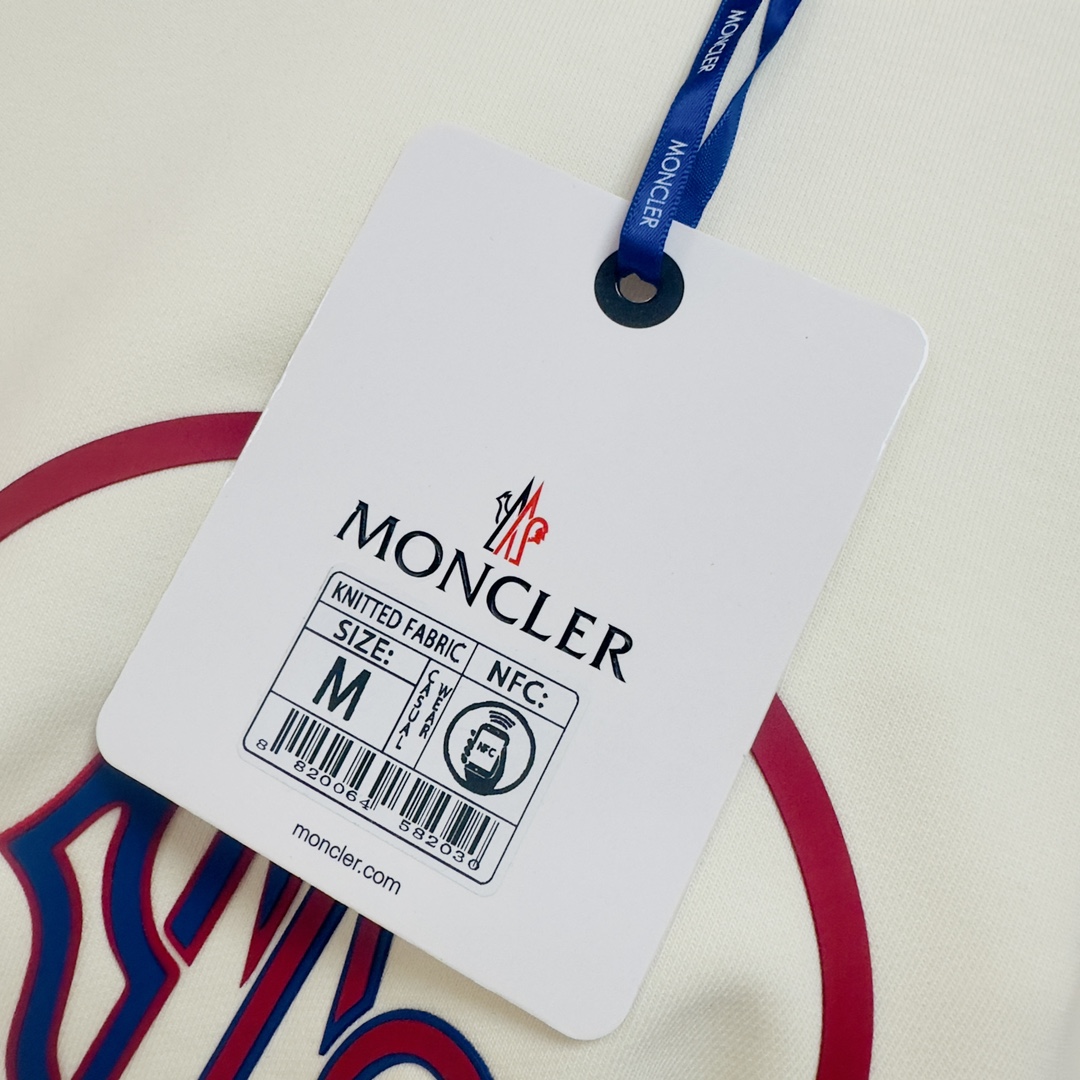 MONCLER
MONCLER
MONCLER
KNITTED FABRIC
SIZE:
M
CASUAL
WEAR
NFC:
NFC
8 820064 582030
moncler.com